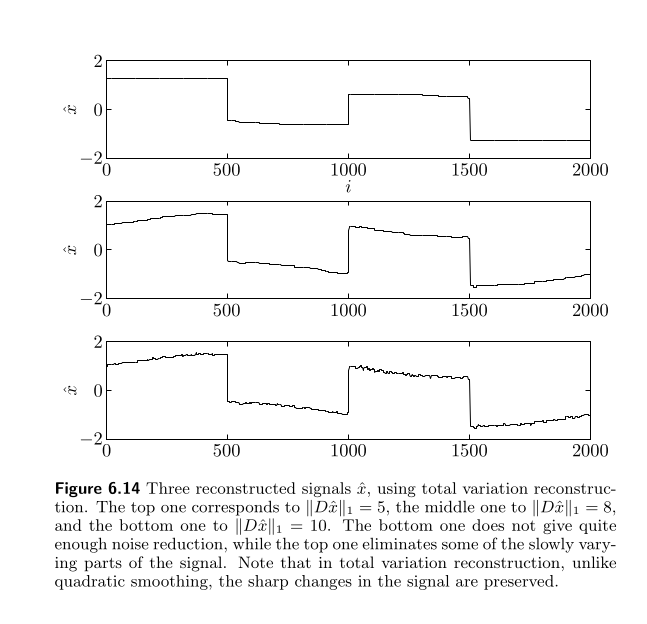 2
0
−2
x̂
0 500 1000 1500 2000
i
2
0
−2
x̂
0 500 1000 1500 2000
2
0
−2
x̂
0 500 1000 1500 2000
Figure 6.14 Three reconstructed signals x̂, using total variation reconstruc-
tion. The top one corresponds to ‖Dx̂‖₁ = 5, the middle one to ‖Dx̂‖₁ = 8,
and the bottom one to ‖Dx̂‖₁ = 10. The bottom one does not give quite
enough noise reduction, while the top one eliminates some of the slowly vary-
ing parts of the signal. Note that in total variation reconstruction, unlike
quadratic smoothing, the sharp changes in the signal are preserved.